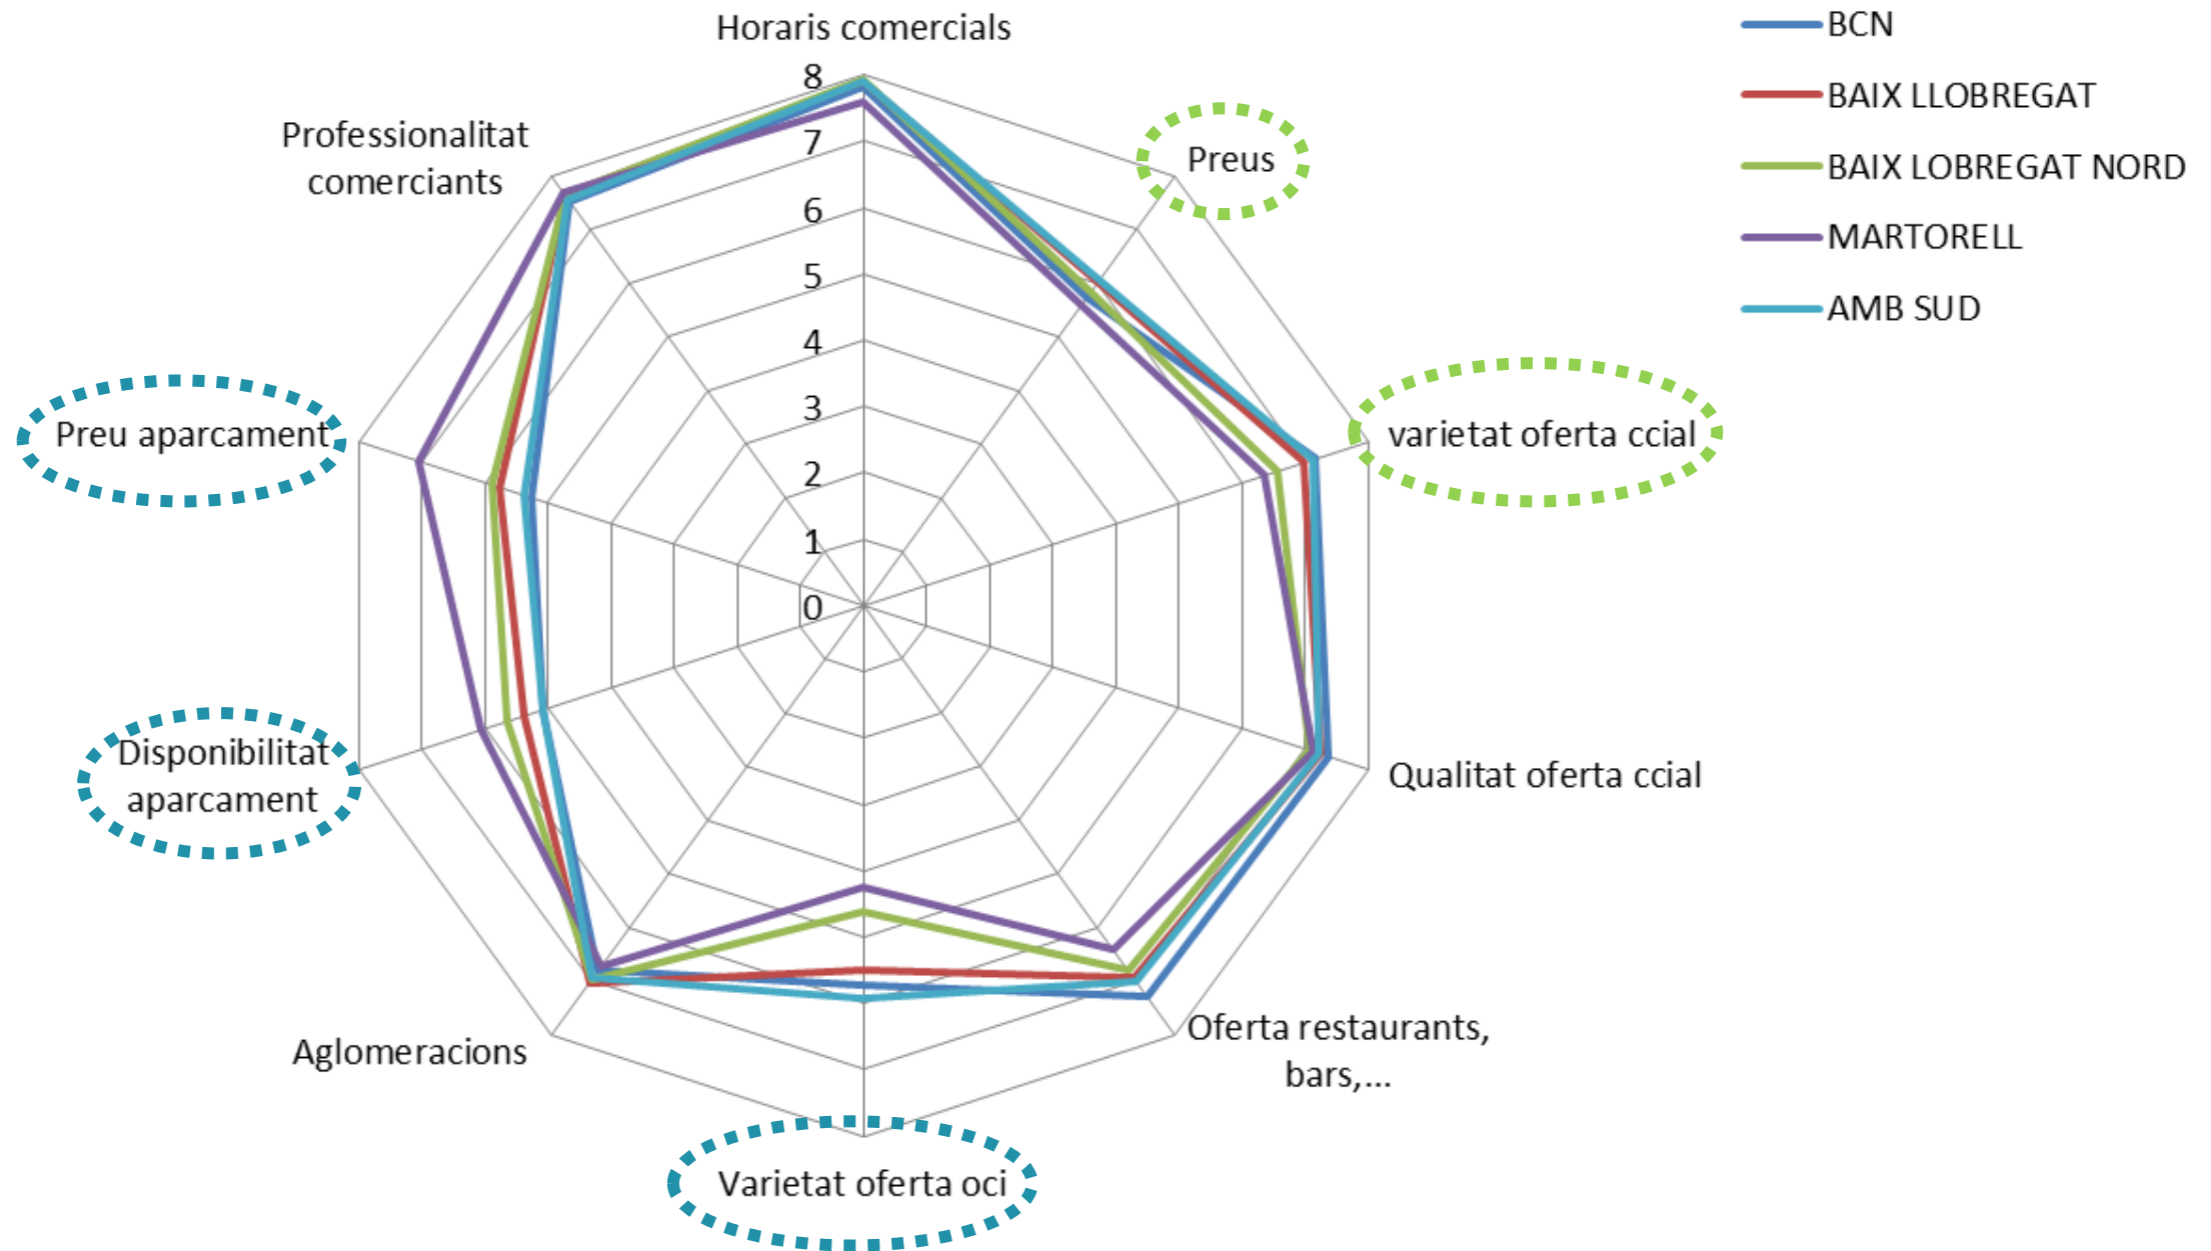 Horaris comercials
Preus
varietat oferta ccial
Qualitat oferta ccial
Oferta restaurants,
bars,...
Varietat oferta oci
Aglomeracions
Disponibilitat
aparcament
Preu aparcament
Professionalitat
comerciants
8
7
6
5
4
3
2
1
0
BCN
BAIX LLOBREGAT
BAIX LOBREGAT NORD
MARTORELL
AMB SUD